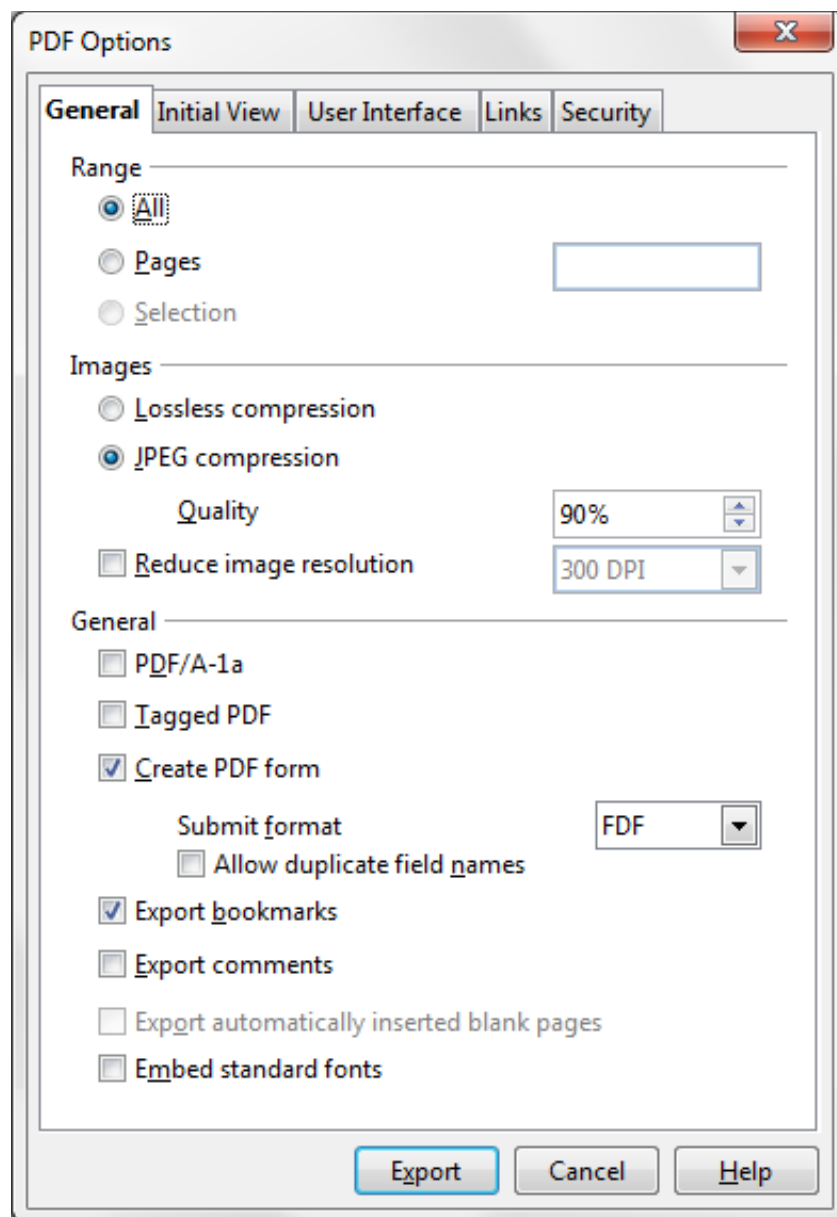 PDF Options
General Initial View User Interface Links Security
Range
All
Pages
Selection
Images
Lossless compression
JPEG compression
Quality 90%
Reduce image resolution 300 DPI
General
PDF/A-1a
Tagged PDF
Create PDF form
Submit format FDF
Allow duplicate field names
Export bookmarks
Export comments
Export automatically inserted blank pages
Embed standard fonts
Export Cancel Help